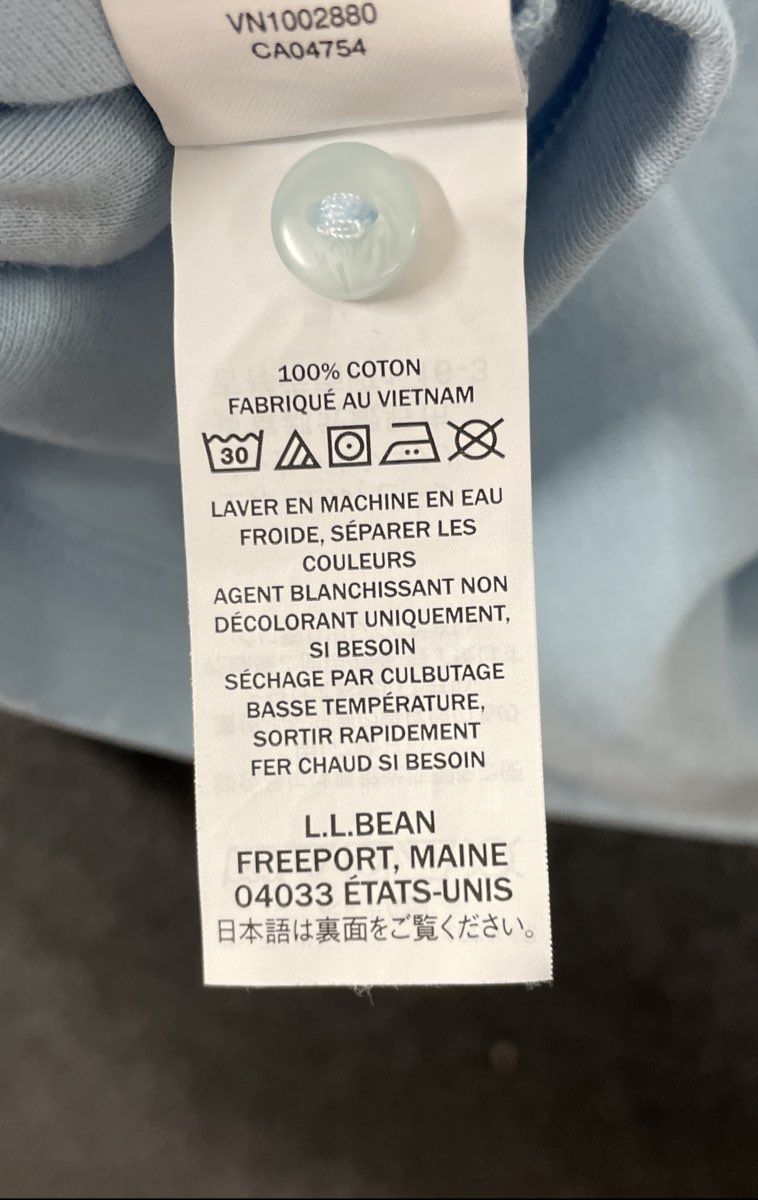 VN1002880
CA04754
100% COTON
FABRIQUÉ AU VIETNAM
30
LAVER EN MACHINE EN EAU
FROIDE, SÉPARER LES
COULEURS
AGENT BLANCHISSANT NON
DÉCOLORANT UNIQUEMENT,
SI BESOIN
SÉCHAGE PAR CULBUTAGE
BASSE TEMPÉRATURE,
SORTIR RAPIDEMENT
FER CHAUD SI BESOIN
L.L.BEAN
FREEPORT, MAINE
04033 ÉTATS-UNIS
日本語は裏面をご覧ください。